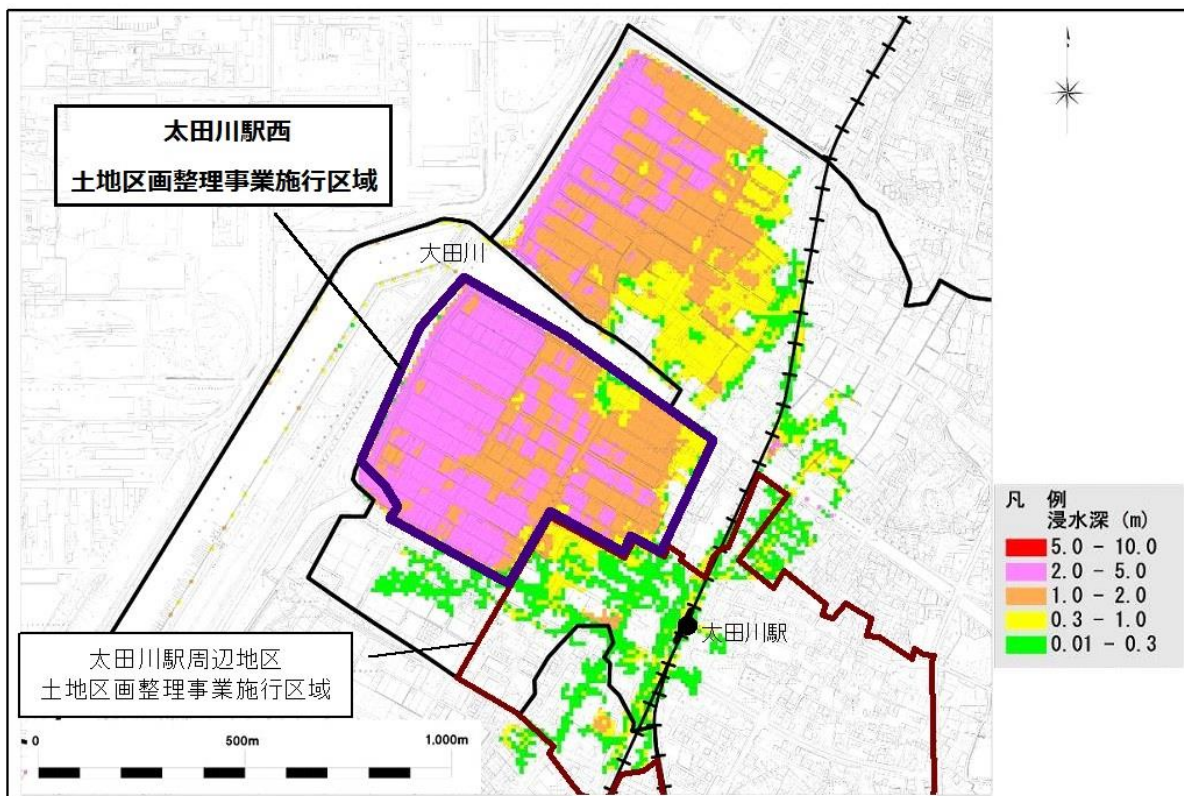 太田川駅西
土地区画整理事業施行区域
大田川
凡 例
浸水深 (m)
5.0 - 10.0
2.0 - 5.0
1.0 - 2.0
0.3 - 1.0
0.01 - 0.3
太田川駅
太田川駅周辺地区
土地区画整理事業施行区域
0 500m 1.000m